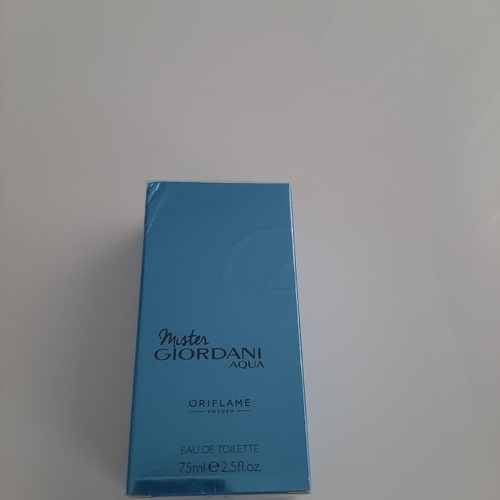 Mister
GIORDANI
AQUA
ORIFLAME
SWEDEN
EAU DE TOILETTE
75ml ℮ 2.5fl.oz.